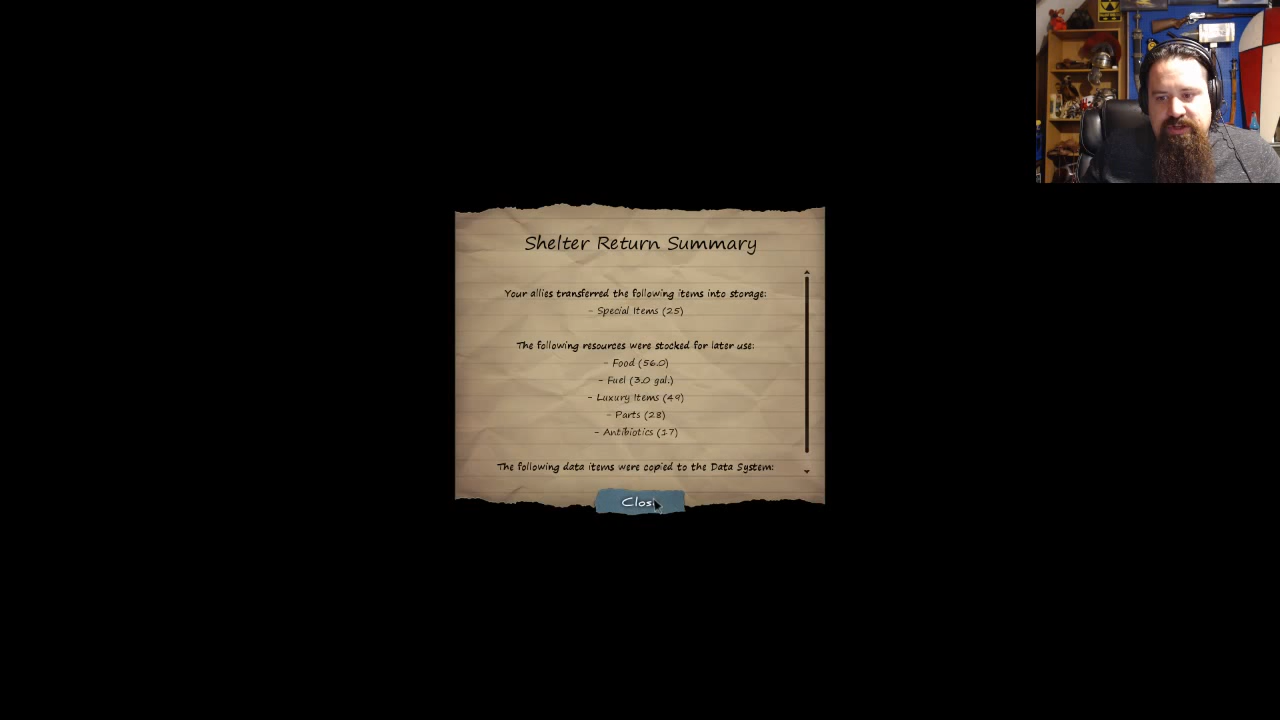 Shelter Return Summary
Your allies transferred the following items into storage:
- Special Items (25)
The following resources were stocked for later use:
- Food (56.0)
- Fuel (3.0 gal.)
- Luxury Items (49)
- Parts (28)
- Antibiotics (17)
The following data items were copied to the Data System:
Close